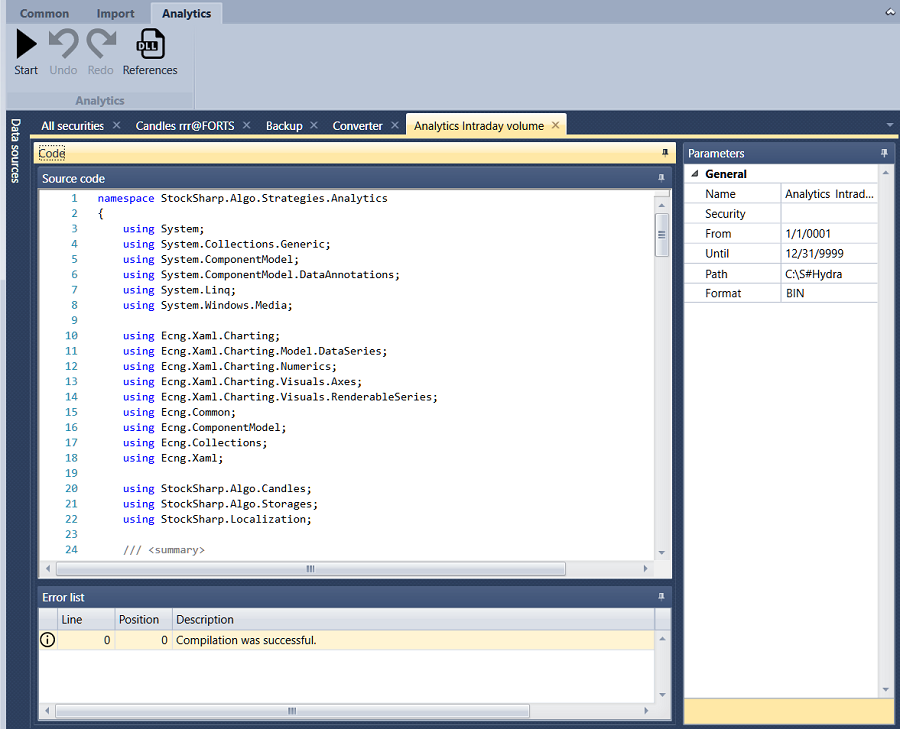 Common Import Analytics
Start Undo Redo References
DLL
Analytics
Data sources
All securities Candles rrr@FORTS Backup Converter Analytics Intraday volume
Code
Source code
1 namespace StockSharp.Algo.Strategies.Analytics
2 {
3 using System;
4 using System.Collections.Generic;
5 using System.ComponentModel;
6 using System.ComponentModel.DataAnnotations;
7 using System.Linq;
8 using System.Windows.Media;
9
10 using Ecng.Xaml.Charting;
11 using Ecng.Xaml.Charting.Model.DataSeries;
12 using Ecng.Xaml.Charting.Numerics;
13 using Ecng.Xaml.Charting.Visuals.Axes;
14 using Ecng.Xaml.Charting.Visuals.RenderableSeries;
15 using Ecng.Common;
16 using Ecng.ComponentModel;
17 using Ecng.Collections;
18 using Ecng.Xaml;
19
20 using StockSharp.Algo.Candles;
21 using StockSharp.Algo.Storages;
22 using StockSharp.Localization;
23
24 /// <summary>
Error list
Line Position Description
0 0 Compilation was successful.
Parameters
General
Name Analytics Intrad...
Security
From 1/1/0001
Until 12/31/9999
Path C:\S#Hydra
Format BIN